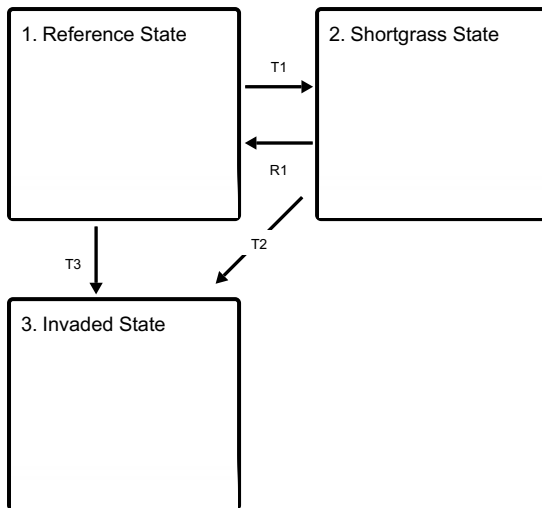 1. Reference State
2. Shortgrass State
T1
R1
T2
T3
3. Invaded State